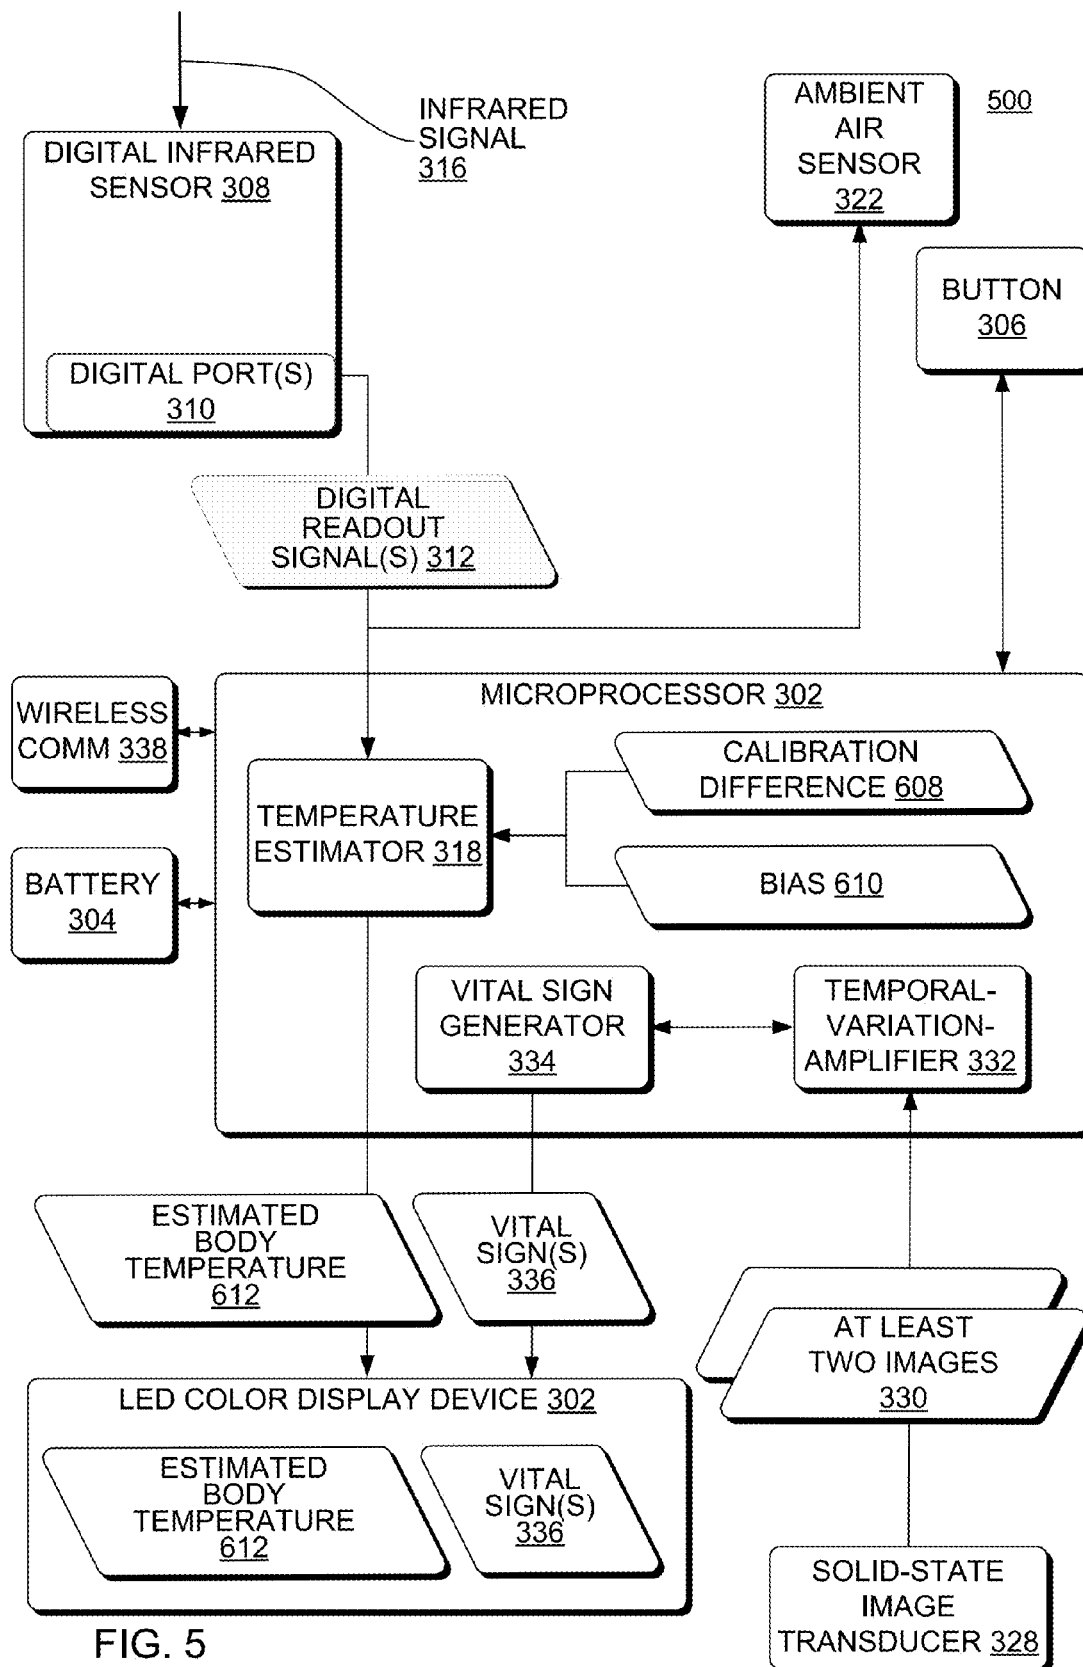 INFRARED
SIGNAL
316
AMBIENT
AIR
SENSOR
322
500
DIGITAL INFRARED
SENSOR 308
BUTTON
306
DIGITAL PORT(S)
310
DIGITAL
READOUT
SIGNAL(S) 312
MICROPROCESSOR 302
WIRELESS
COMM 338
CALIBRATION
DIFFERENCE 608
TEMPERATURE
ESTIMATOR 318
BATTERY
304
BIAS 610
VITAL SIGN
GENERATOR
334
TEMPORAL-
VARIATION-
AMPLIFIER 332
ESTIMATED
BODY
TEMPERATURE
612
VITAL
SIGN(S)
336
AT LEAST
TWO IMAGES
330
LED COLOR DISPLAY DEVICE 302
ESTIMATED
BODY
TEMPERATURE
612
VITAL
SIGN(S)
336
SOLID-STATE
IMAGE
TRANSDUCER 328
FIG. 5